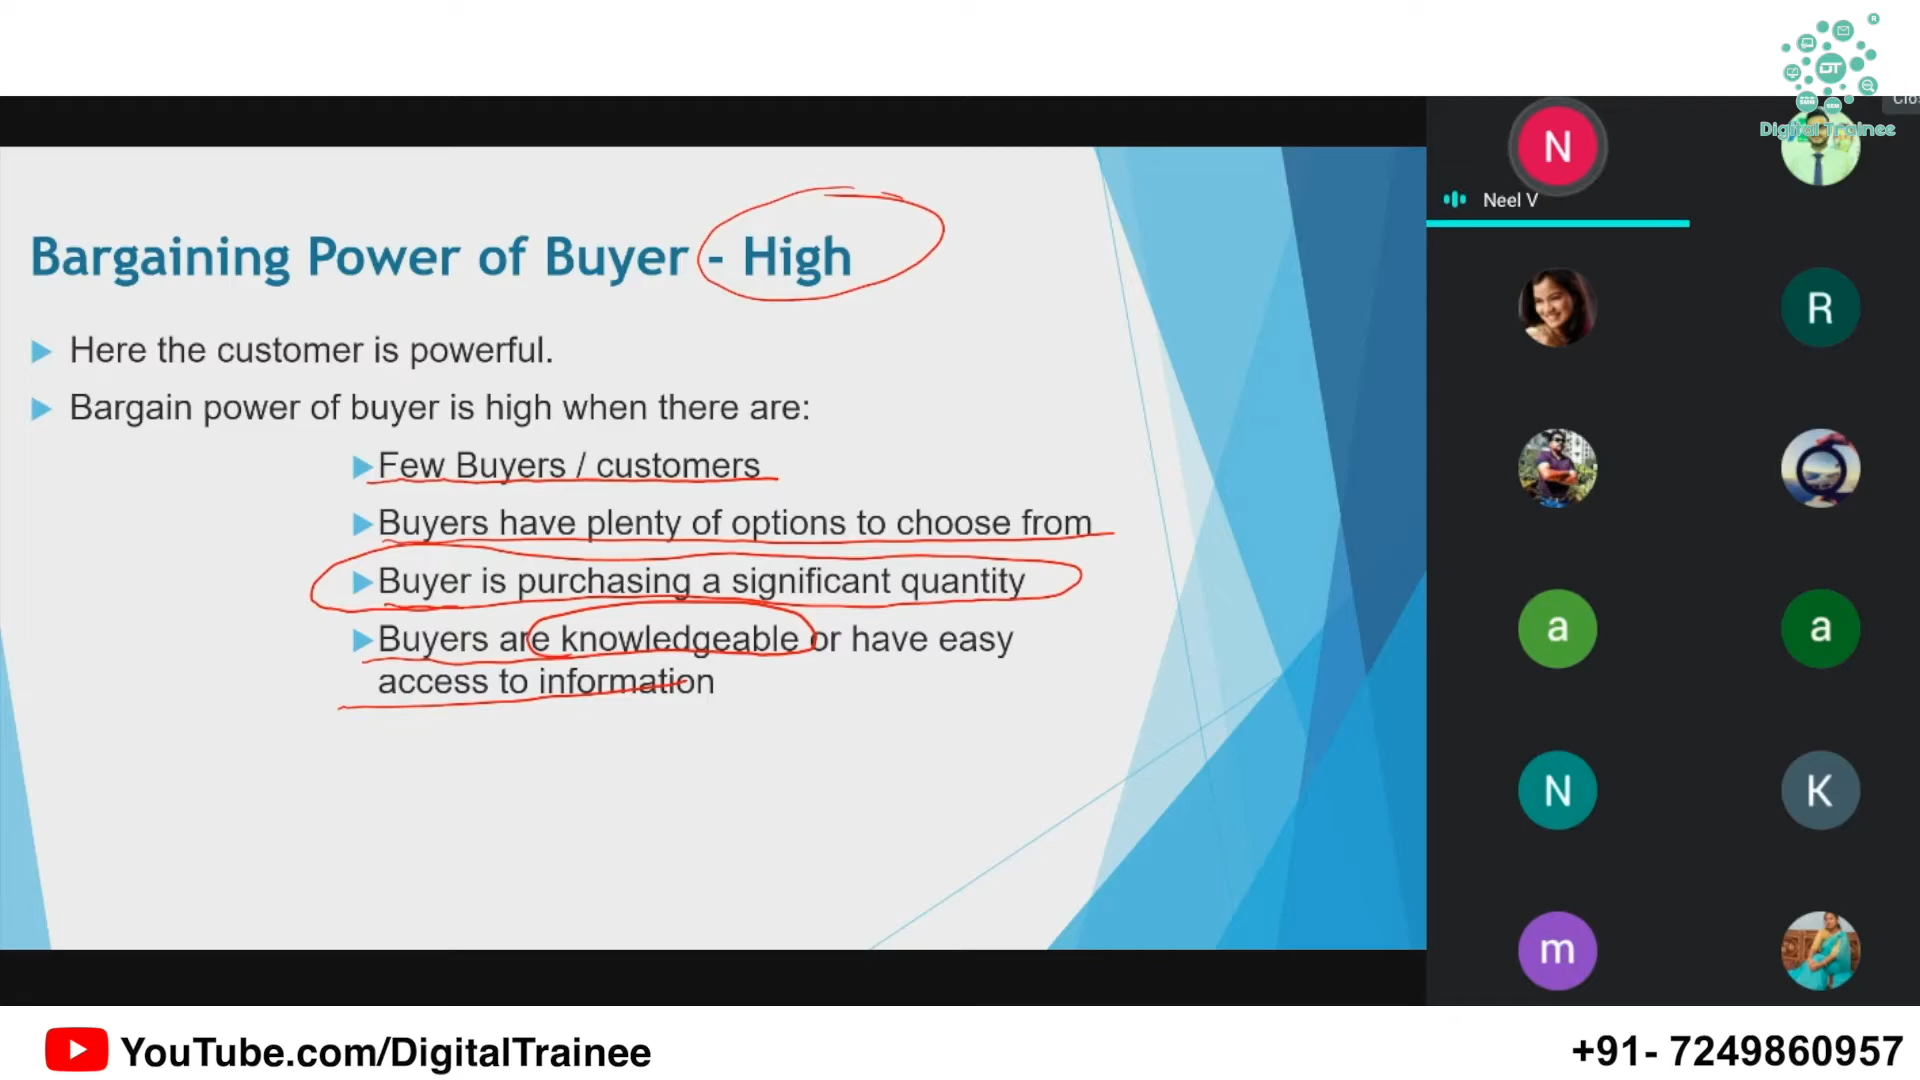 DT
Digital Trainee
Clo
N
Neel V
Bargaining Power of Buyer - High
Here the customer is powerful.
Bargain power of buyer is high when there are:
Few Buyers / customers
Buyers have plenty of options to choose from
Buyer is purchasing a significant quantity
Buyers are knowledgeable or have easy
access to information
R
a
a
N
K
m
YouTube.com/DigitalTrainee
+91- 7249860957